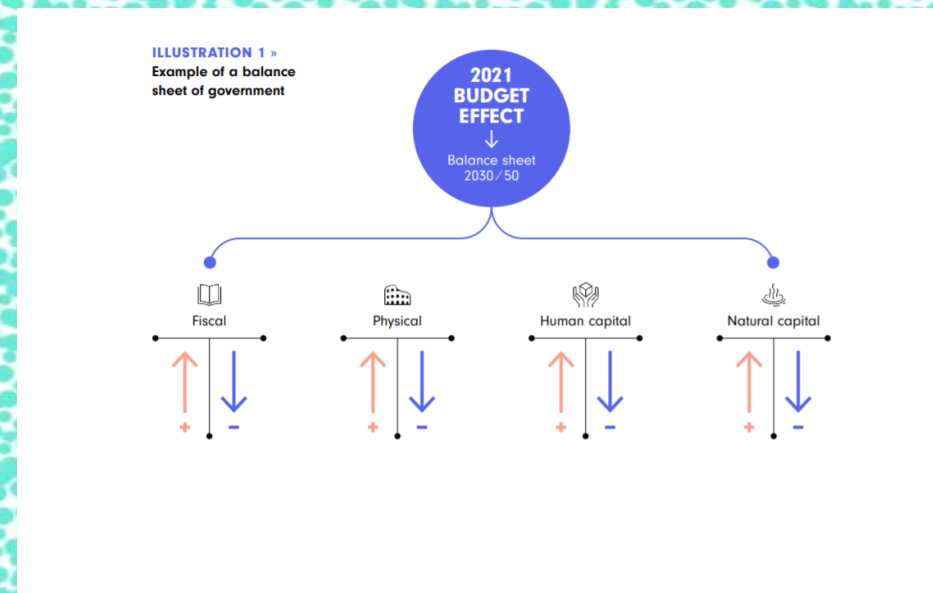 ILLUSTRATION 1 »
Example of a balance
sheet of government
2021
BUDGET
EFFECT
↓
Balance sheet
2030/50
Fiscal
Physical
Human capital
Natural capital
+ –
+ –
+ –
+ –